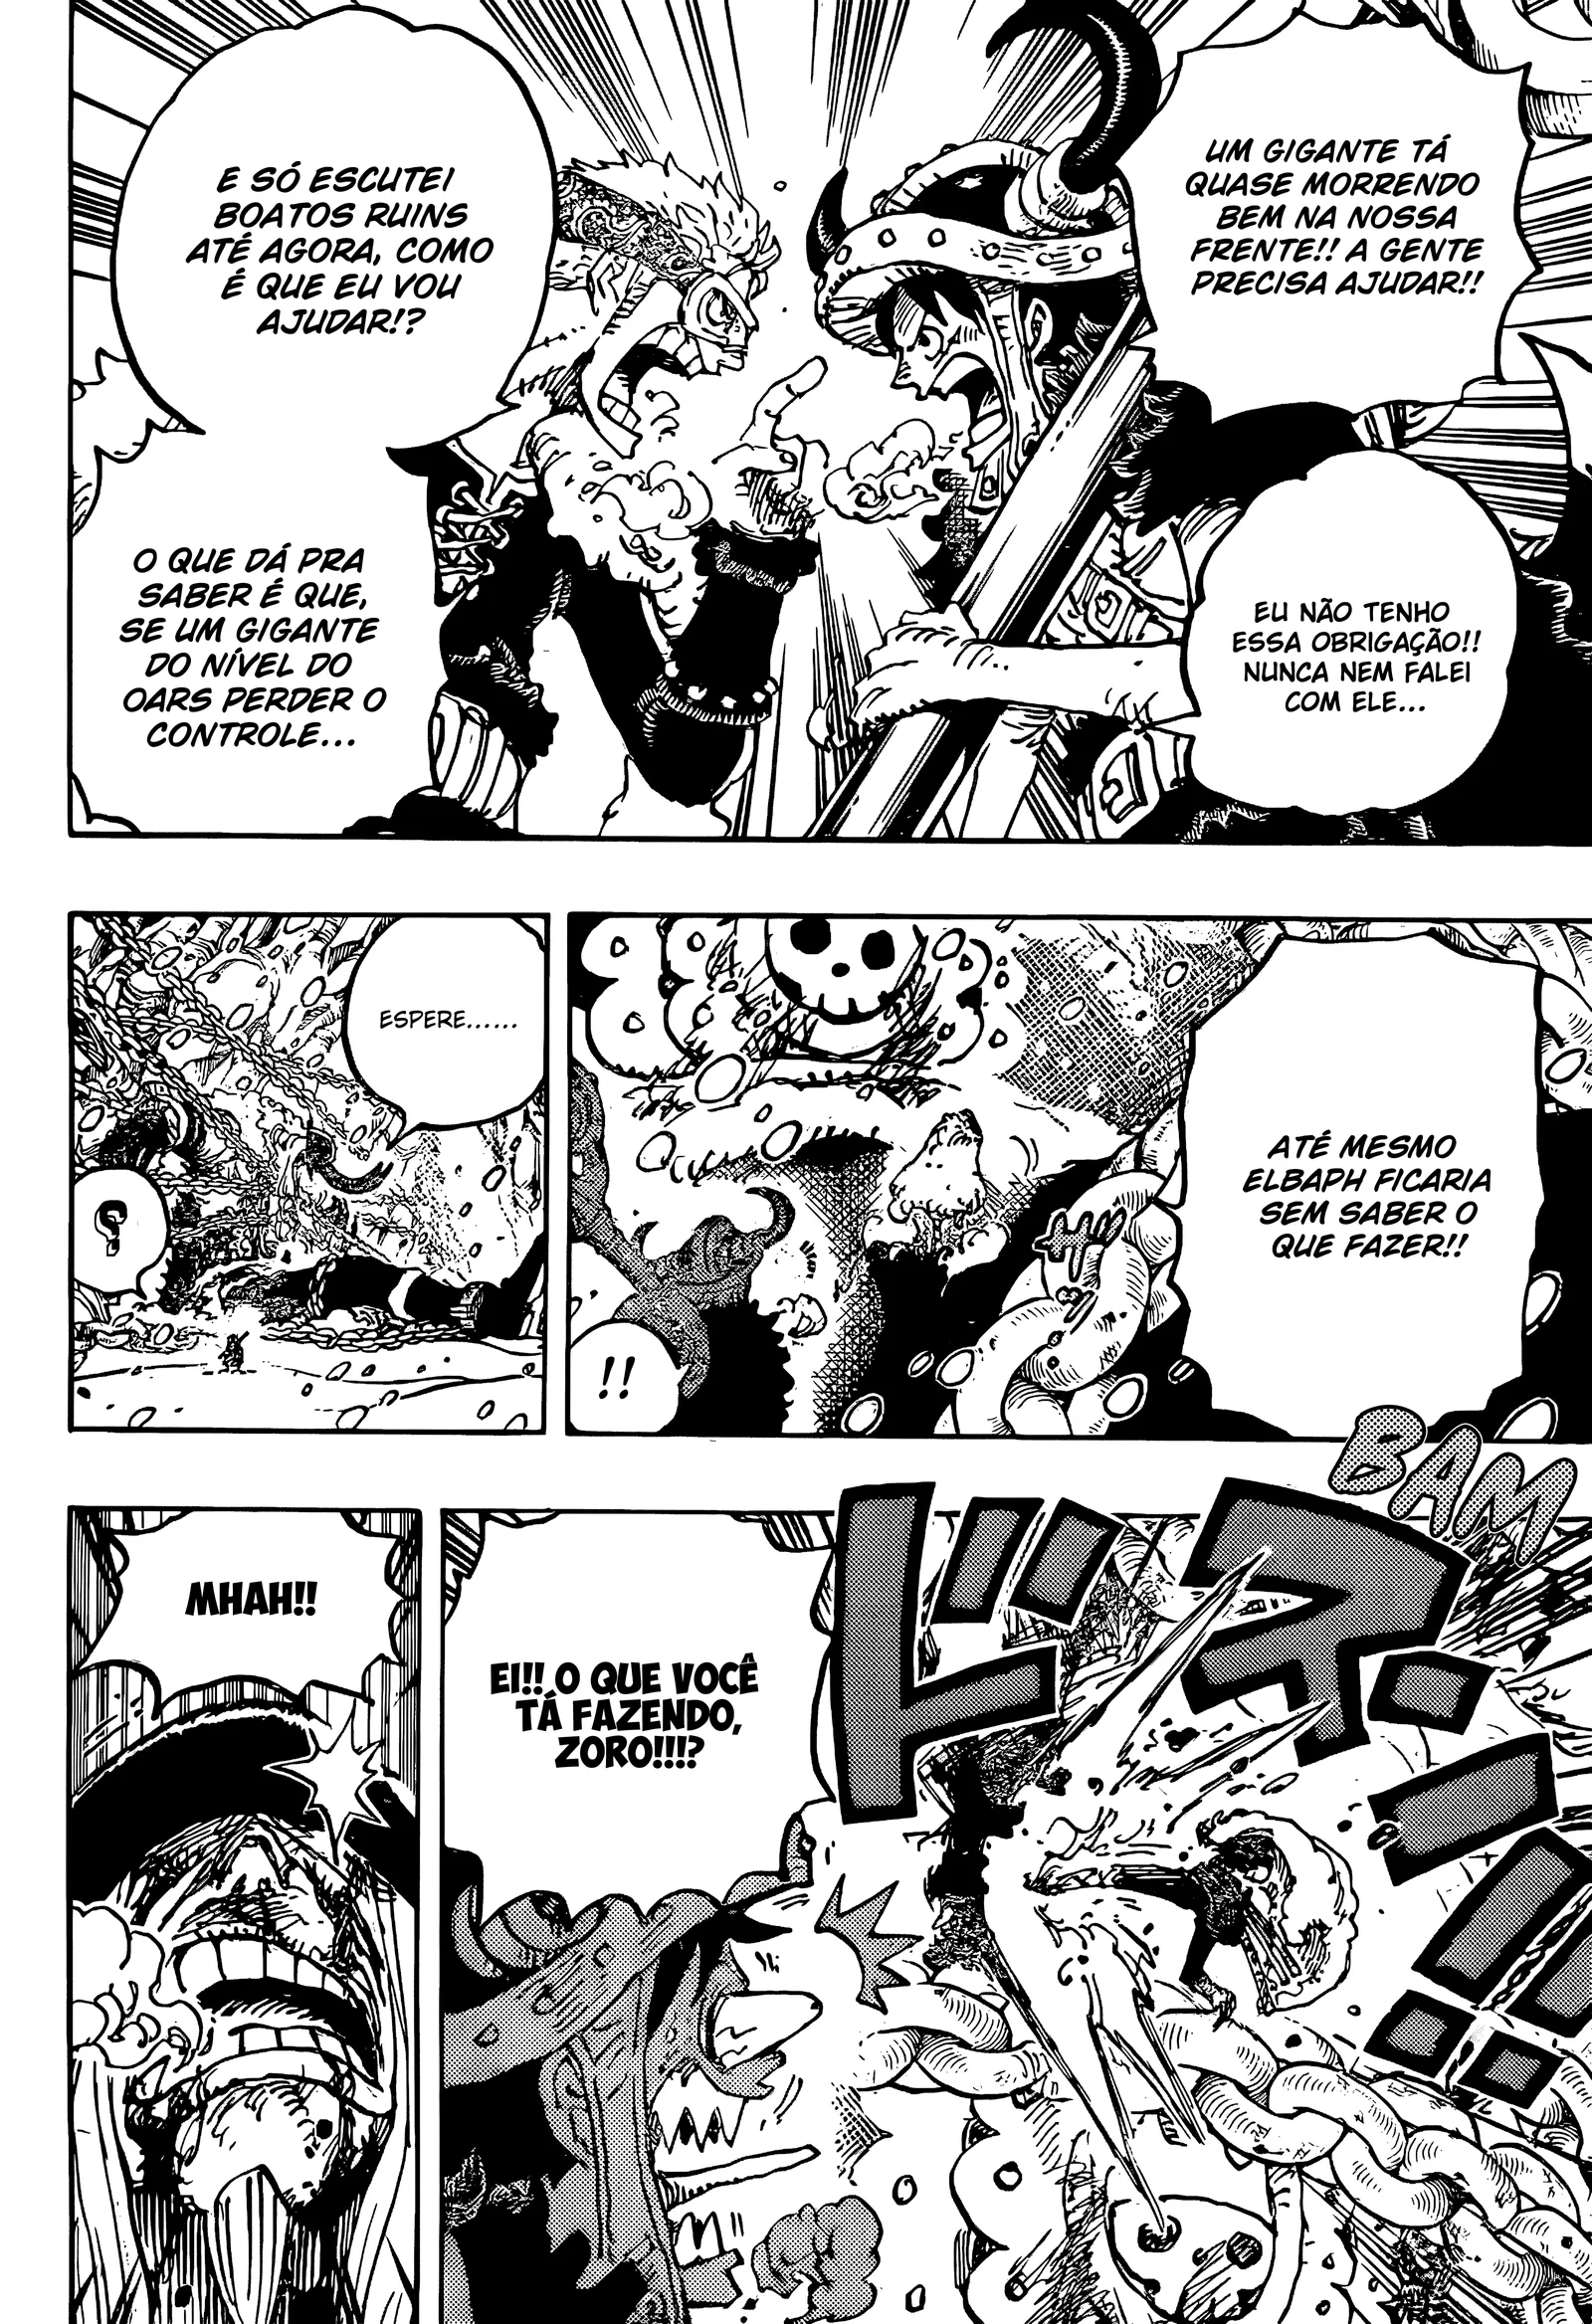 UM GIGANTE TÁ
QUASE MORRENDO
BEM NA NOSSA
FRENTE!! A GENTE
PRECISA AJUDAR!!
EU NÃO TENHO
ESSA OBRIGAÇÃO!!
NUNCA NEM FALEI
COM ELE...
E SÓ ESCUTEI
BOATOS RUINS
ATÉ AGORA, COMO
É QUE EU VOU
AJUDAR!?
O QUE DÁ PRA
SABER É QUE,
SE UM GIGANTE
DO NÍVEL DO
OARS PERDER O
CONTROLE...
ATÉ MESMO
ELBAPH FICARIA
SEM SABER O
QUE FAZER!!
!!
ESPERE......
?
BAM
ドネン!!
EI!! O QUE VOCÊ
TÁ FAZENDO,
ZORO!!!?
MHAH!!